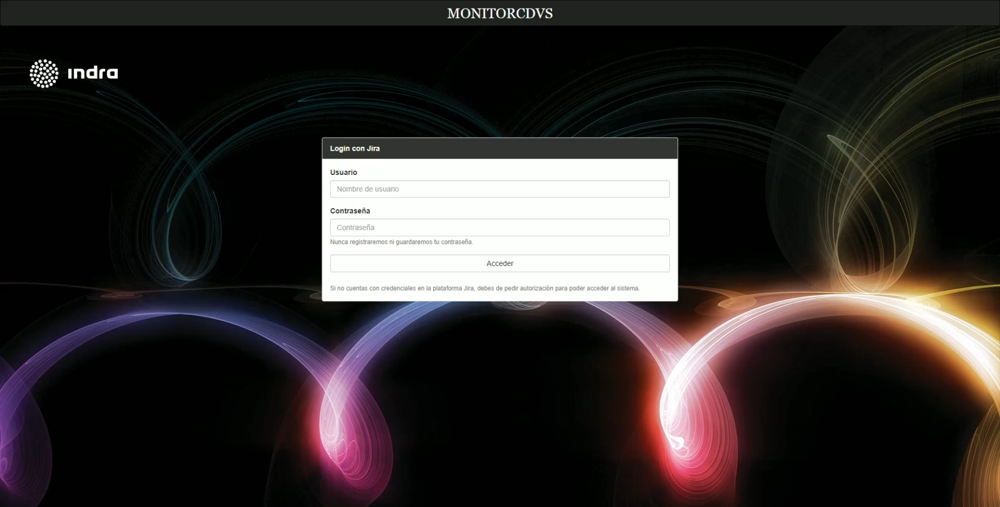 MONITORCDVS
indra
Login con Jira
Usuario
Nombre de usuario
Contraseña
Contraseña
Nunca registraremos ni guardaremos tu contraseña.
Acceder
Si no cuentas con credenciales en la plataforma Jira, debes de pedir autorización para poder acceder al sistema.